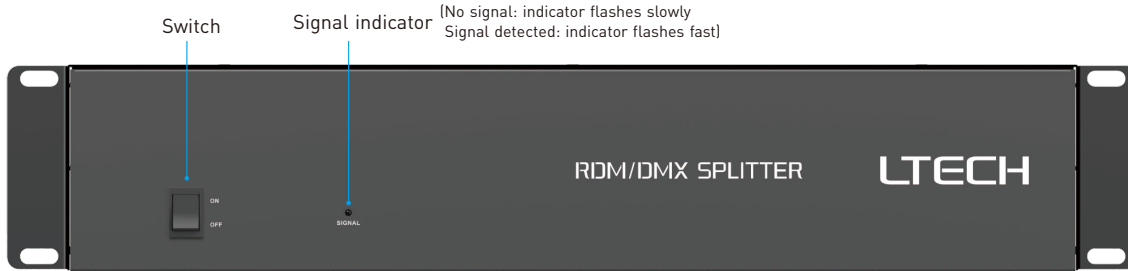 Switch
Signal indicator
(No signal: indicator flashes slowly
Signal detected: indicator flashes fast)
RDM/DMX SPLITTER
LTECH
ON
OFF
SIGNAL